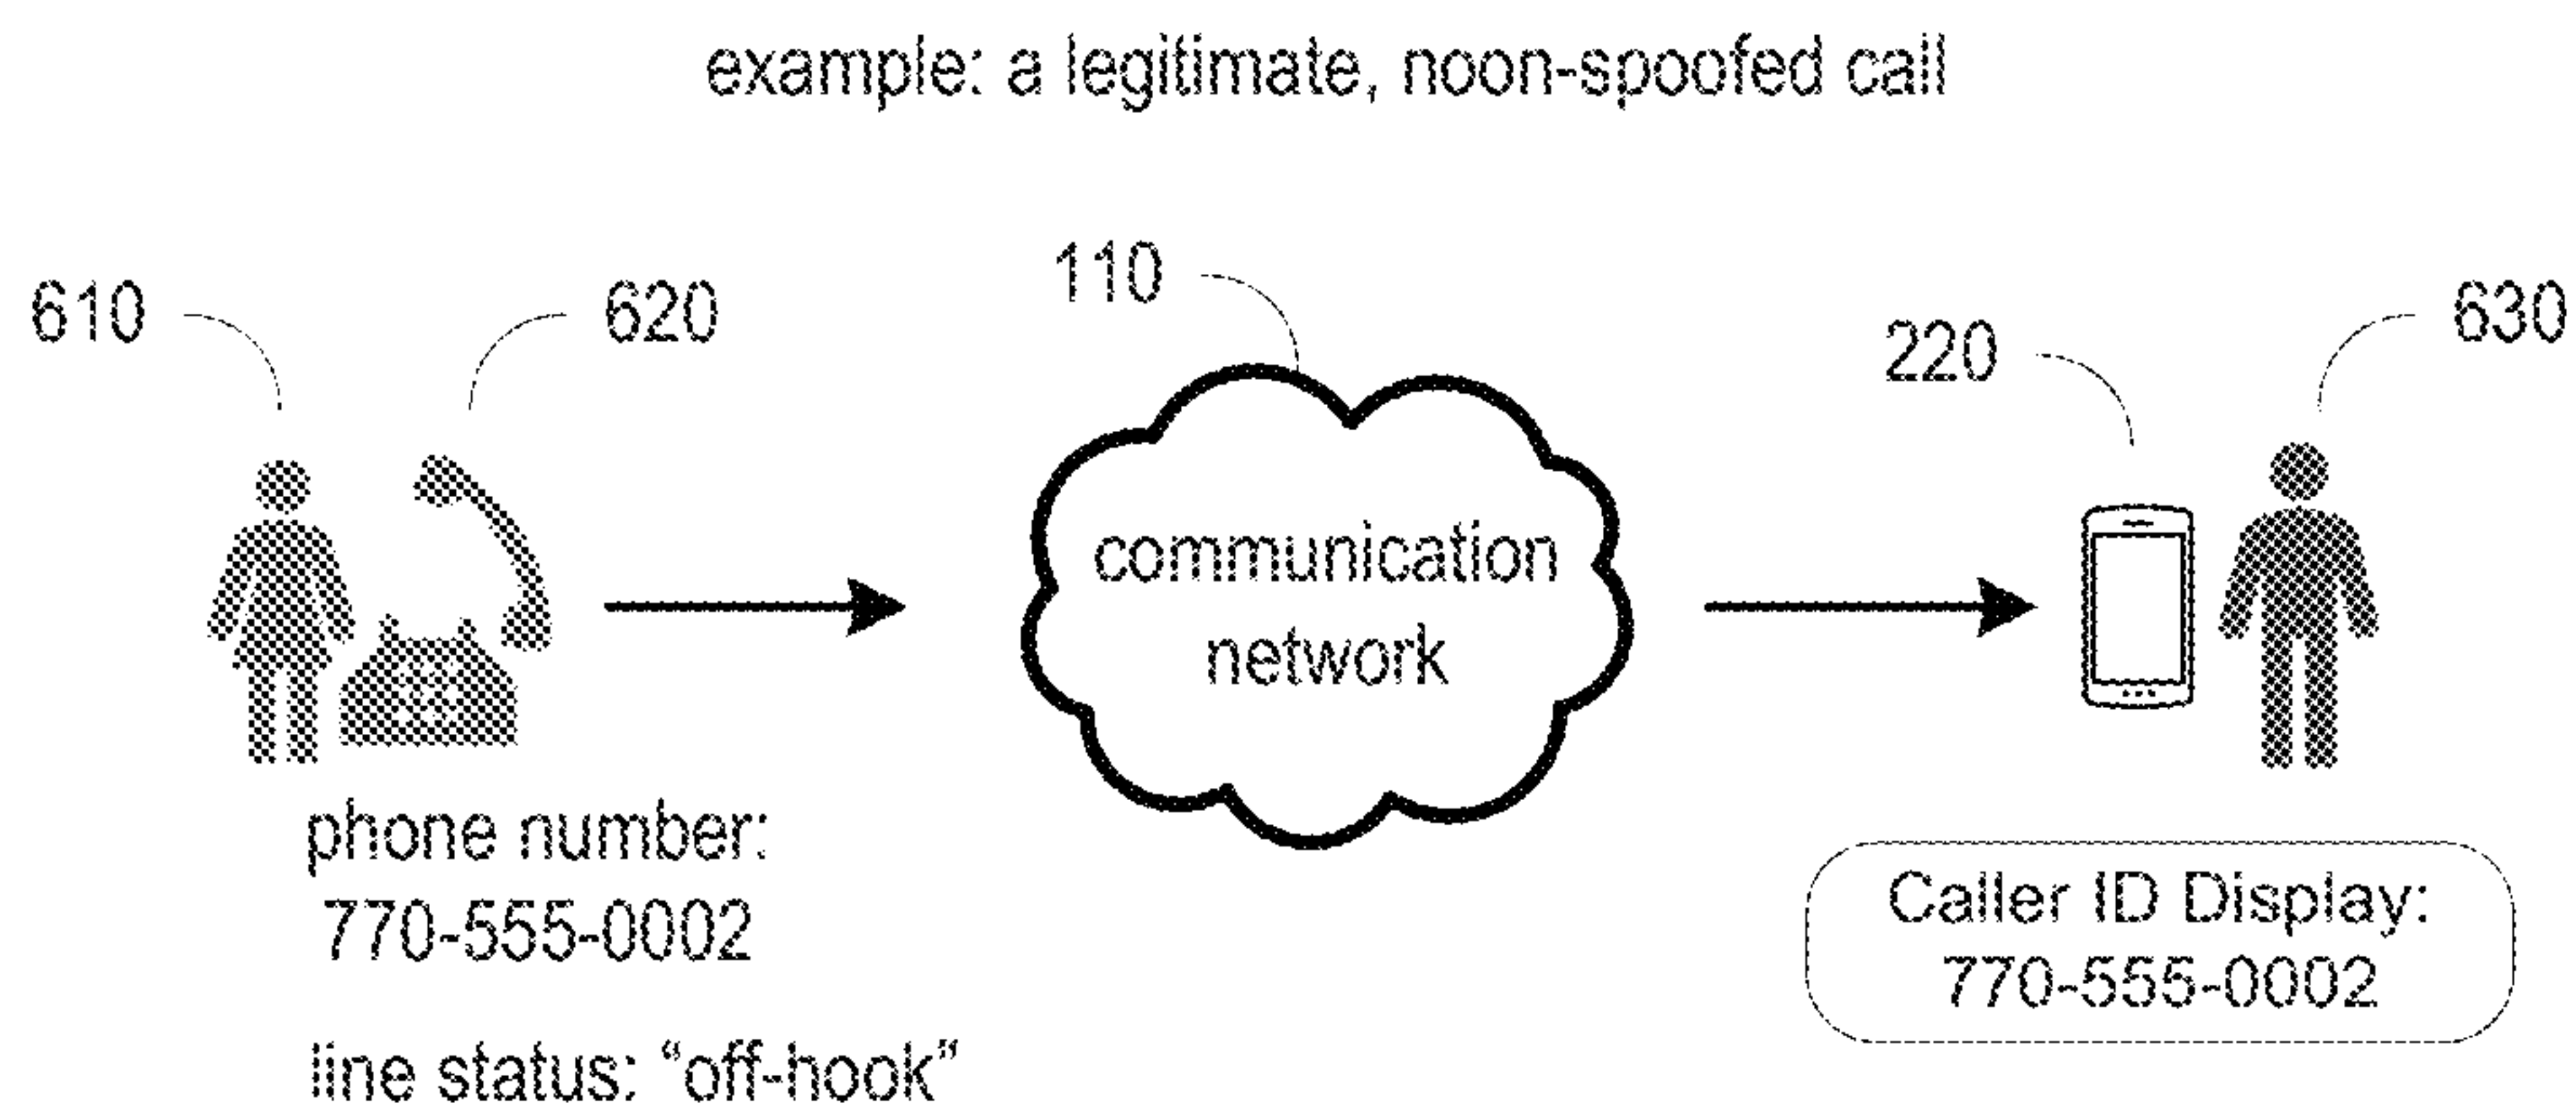 example: a legitimate, noon-spoofed call
110
610
620
220
630
communication
network
phone number:
770-555-0002
line status: “off-hook”
Caller ID Display:
770-555-0002